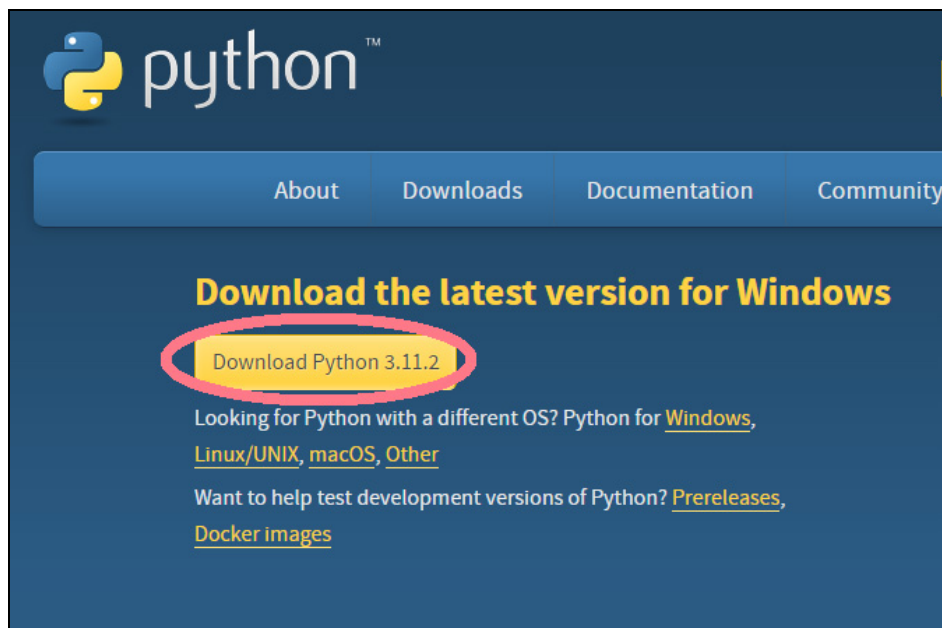 python™
About Downloads Documentation Community
Download the latest version for Windows
Download Python 3.11.2
Looking for Python with a different OS? Python for Windows,
Linux/UNIX, macOS, Other
Want to help test development versions of Python? Prereleases,
Docker images